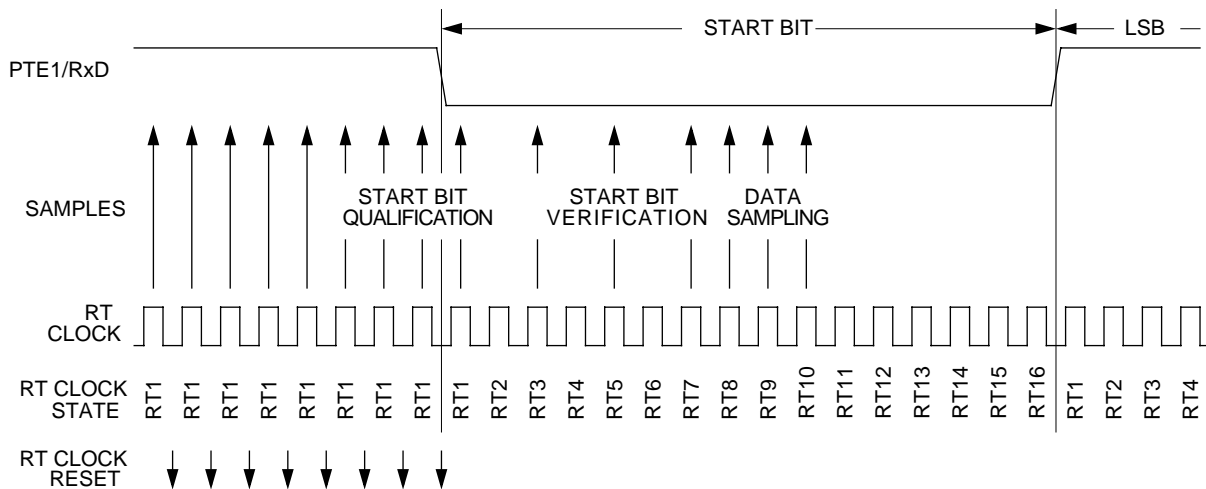 START BIT
LSB
PTE1/RxD
SAMPLES
START BIT
QUALIFICATION
START BIT
VERIFICATION
DATA
SAMPLING
RT
CLOCK
RT CLOCK
STATE
RT1 RT1 RT1 RT1 RT1 RT1 RT1 RT1 RT1 RT2 RT3 RT4 RT5 RT6 RT7 RT8 RT9 RT10 RT11 RT12 RT13 RT14 RT15 RT16 RT1 RT2 RT3 RT4
RT CLOCK
RESET